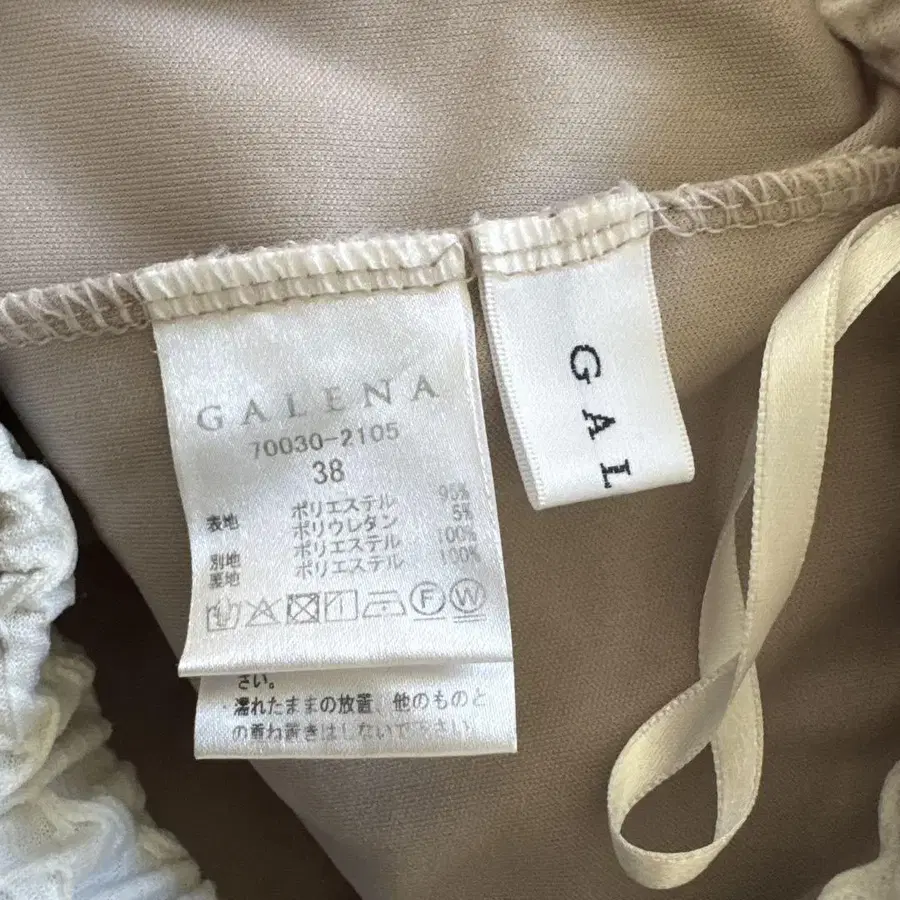 GALENA
70030-2105
38
表地 ポリエステル 95%
ポリウレタン 5%
別地 ポリエステル 100%
裏地 ポリエステル 100%
F W
さい。
・濡れたままの放置、他のものと
の重ね置きはしないで下さい。
GAL